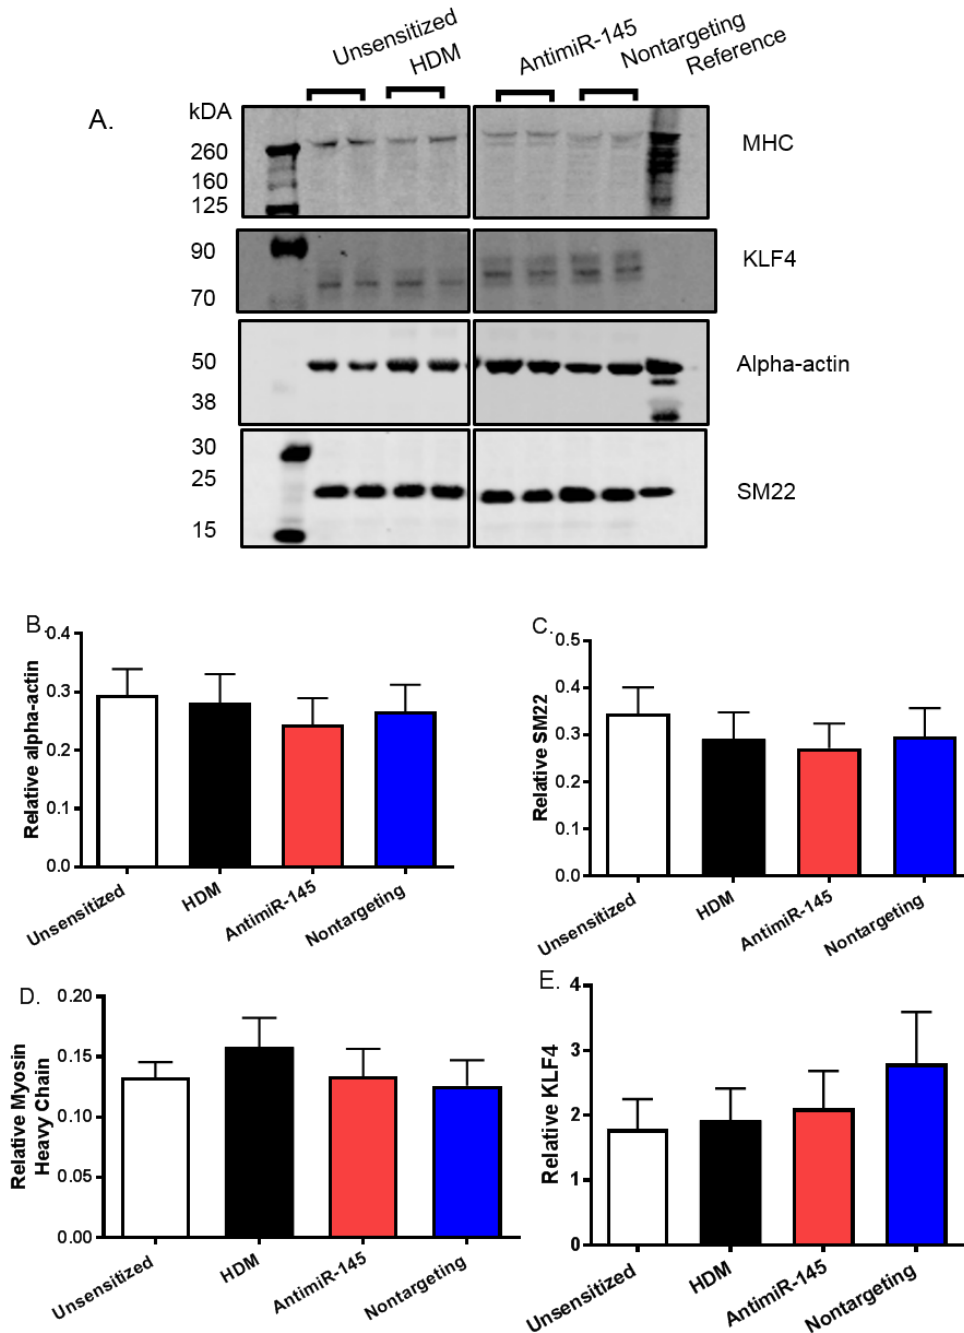 Unsensitized
HDM
AntimiR-145
Nontargeting
Reference
A.
kDA
260
160
125
MHC
90
70
KLF4
50
38
Alpha-actin
30
25
15
SM22
B.
Relative alpha-actin
0.4
0.3
0.2
0.1
0.0
Unsensitized
HDM
AntimiR-145
Nontargeting
C.
Relative SM22
0.5
0.4
0.3
0.2
0.1
0.0
Unsensitized
HDM
AntimiR-145
Nontargeting
D.
Relative Myosin
Heavy Chain
0.20
0.15
0.10
0.05
0.00
Unsensitized
HDM
AntimiR-145
Nontargeting
E.
Relative KLF4
4
3
2
1
0
Unsensitized
HDM
AntimiR-145
Nontargeting